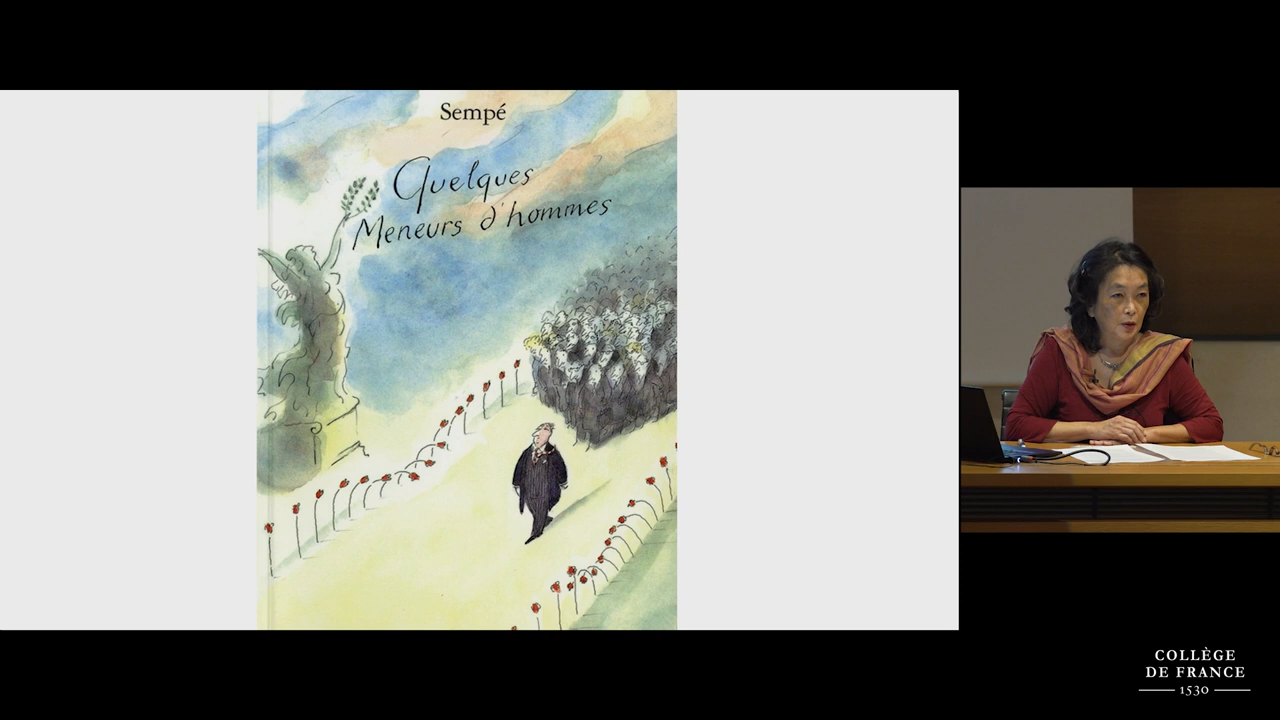 Sempé
Quelques
Meneurs d'hommes
COLLÈGE
DE FRANCE
1530